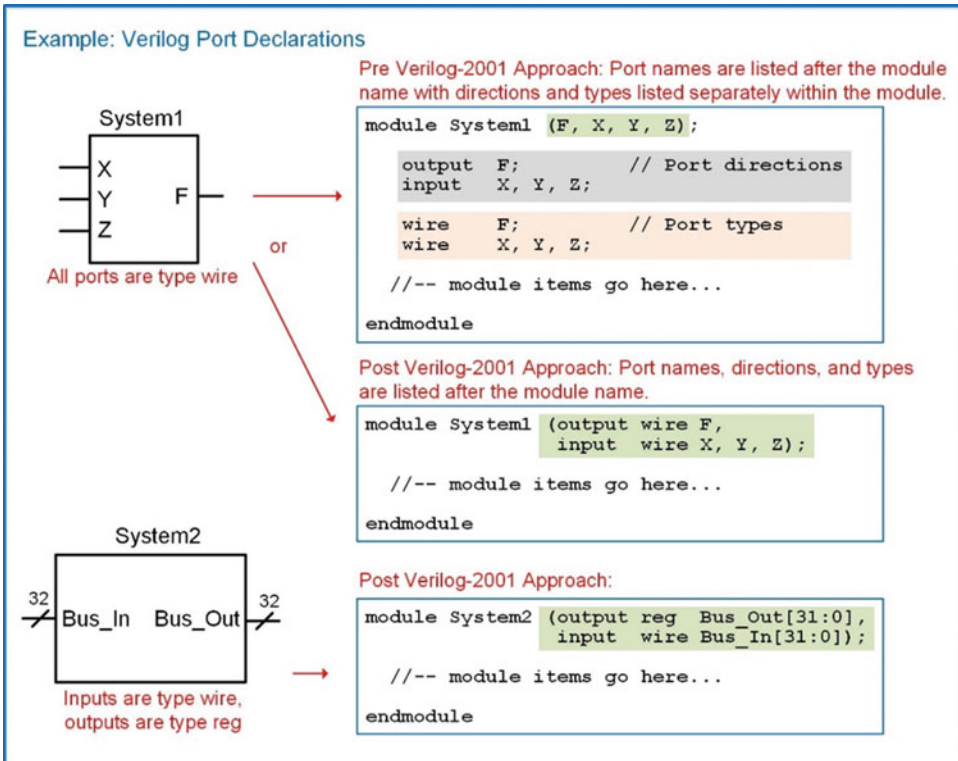 Example: Verilog Port Declarations
Pre Verilog-2001 Approach: Port names are listed after the module
name with directions and types listed separately within the module.
System1
X
Y
Z
F
All ports are type wire
or
module System1 (F, X, Y, Z);
output F; // Port directions
input X, Y, Z;
wire F; // Port types
wire X, Y, Z;
//-- module items go here...
endmodule
Post Verilog-2001 Approach: Port names, directions, and types
are listed after the module name.
module System1 (output wire F,
input wire X, Y, Z);
//-- module items go here...
endmodule
System2
32
Bus_In Bus_Out
32
Inputs are type wire,
outputs are type reg
Post Verilog-2001 Approach:
module System2 (output reg Bus_Out[31:0],
input wire Bus_In[31:0]);
//-- module items go here...
endmodule